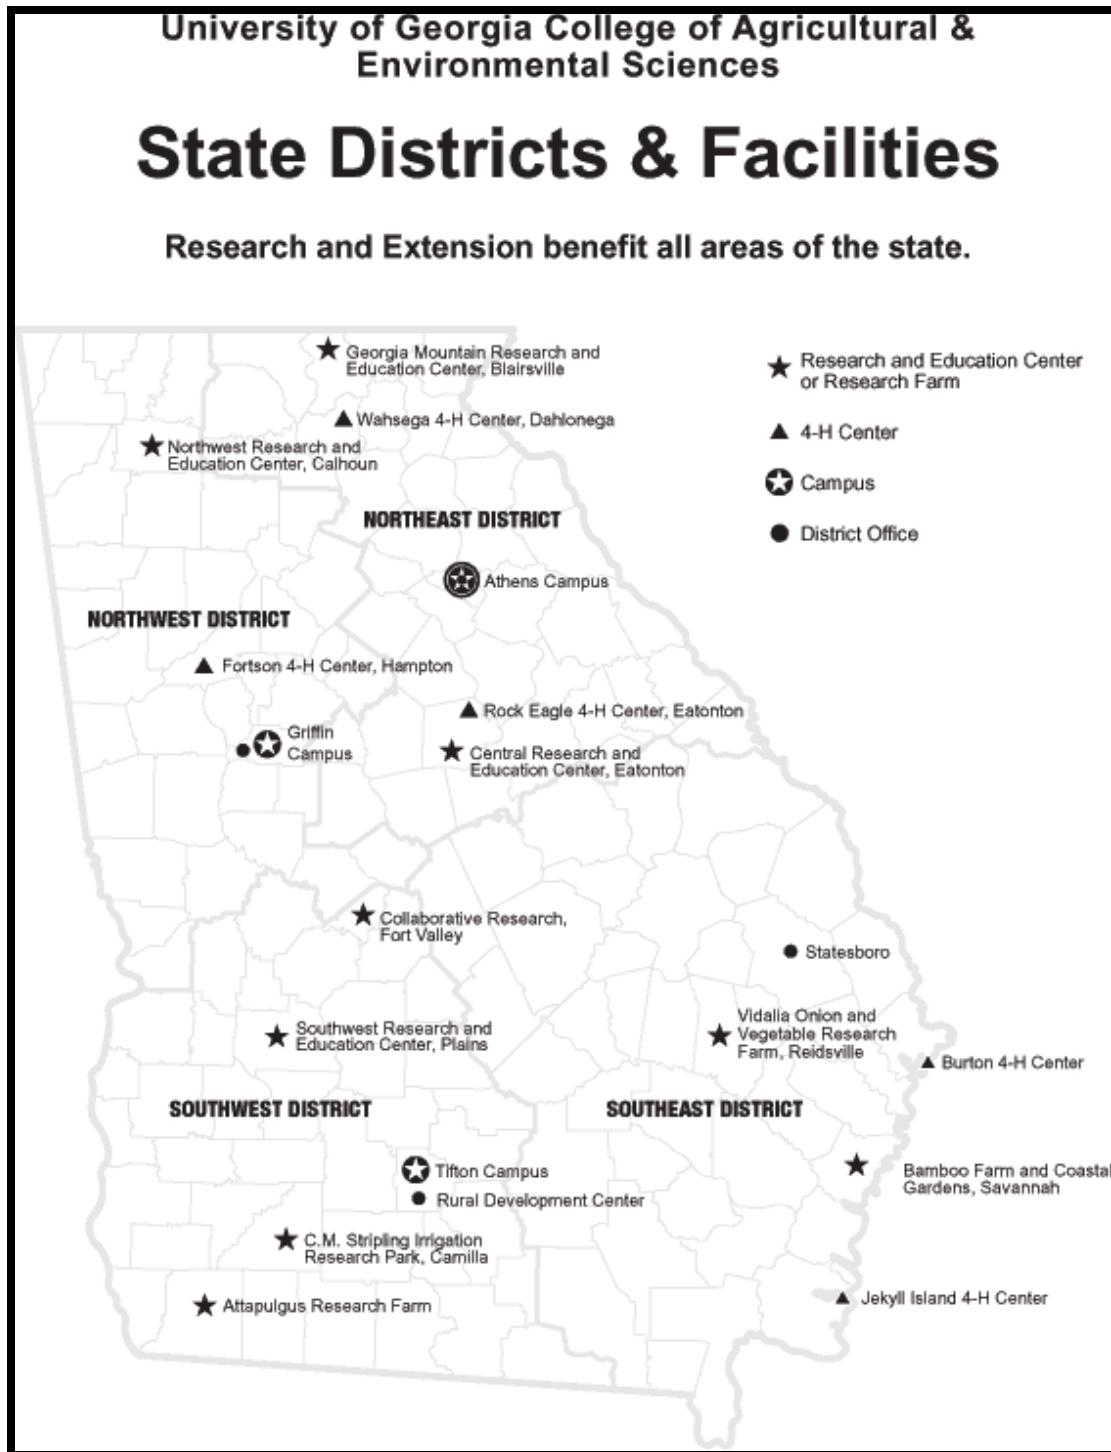 University of Georgia College of Agricultural &
Environmental Sciences
State Districts & Facilities
Research and Extension benefit all areas of the state.
Georgia Mountain Research and
Education Center, Blairsville
Wahsega 4-H Center, Dahlonega
Northwest Research and
Education Center, Calhoun
Research and Education Center
or Research Farm
4-H Center
Campus
District Office
NORTHEAST DISTRICT
Athens Campus
NORTHWEST DISTRICT
Fortson 4-H Center, Hampton
Rock Eagle 4-H Center, Eatonton
Griffin
Campus
Central Research and
Education Center, Eatonton
Collaborative Research,
Fort Valley
Statesboro
Southwest Research and
Education Center, Plains
Vidalia Onion and
Vegetable Research
Farm, Reidsville
Burton 4-H Center
SOUTHWEST DISTRICT
SOUTHEAST DISTRICT
Tifton Campus
Rural Development Center
Bamboo Farm and Coastal
Gardens, Savannah
C.M. Stripling Irrigation
Research Park, Camilla
Attapulgus Research Farm
Jekyll Island 4-H Center